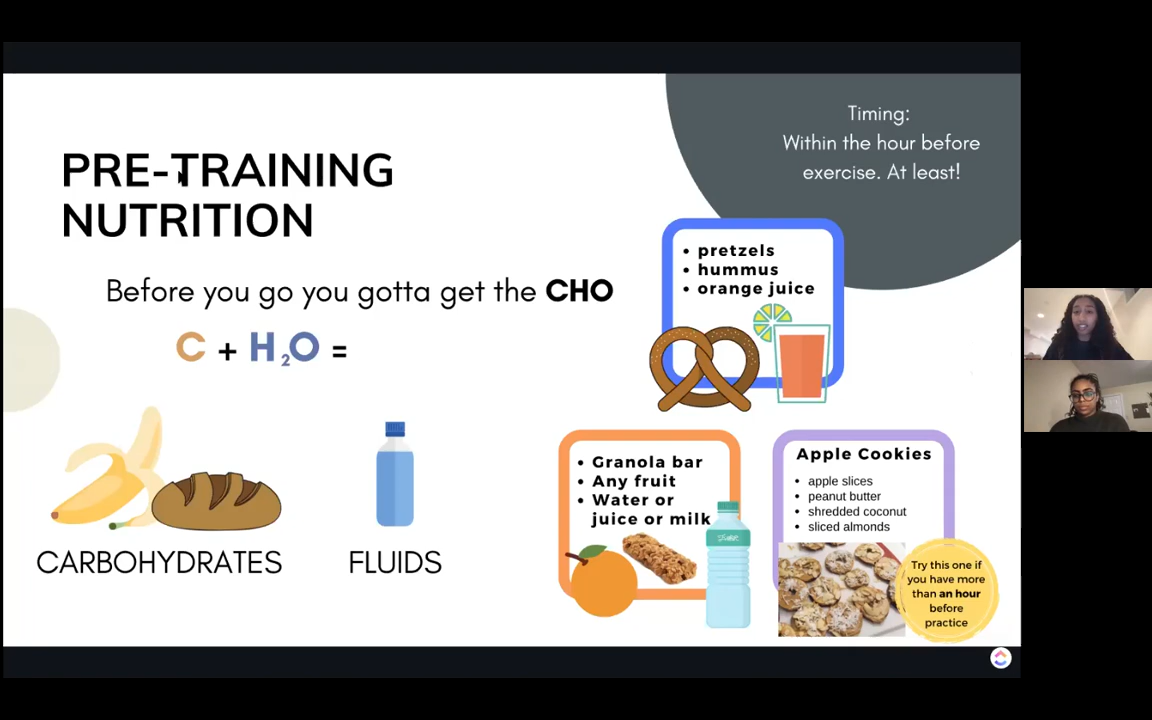 PRE-TRAINING
NUTRITION
Timing:
Within the hour before
exercise. At least!
Before you go you gotta get the CHO
C + H2O =
CARBOHYDRATES
FLUIDS
• pretzels
• hummus
• orange juice
• Granola bar
• Any fruit
• Water or
juice or milk
Apple Cookies
• apple slices
• peanut butter
• shredded coconut
• sliced almonds
Try this one if
you have more
than an hour
before
practice